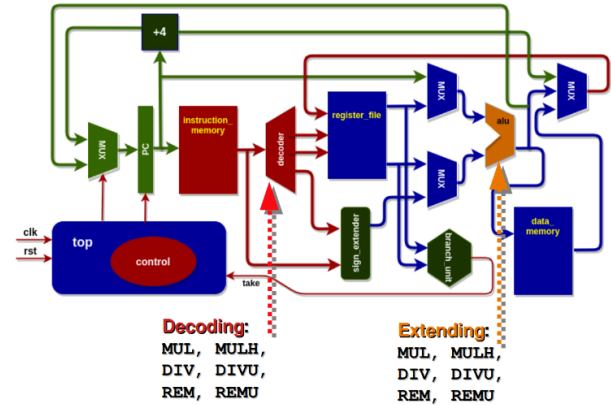 +4
MUX
PC
instruction_
memory
decoder
register_file
MUX
MUX
alu
MUX
clk
rst
top
control
sign_extender
branch_unit
data_
memory
take
Decoding:
MUL, MULH,
DIV, DIVU,
REM, REMU
Extending:
MUL, MULH,
DIV, DIVU,
REM, REMU